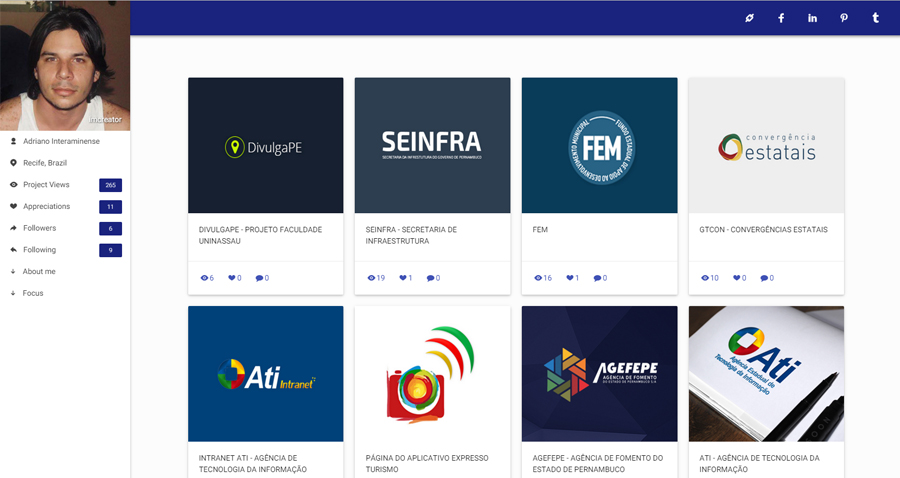 Imcreator
Adriano Interaminense
Recife, Brazil
Project Views 265
Appreciations 11
Followers 6
Following 9
About me
Focus
DivulgaPE
DIVULGAPE - PROJETO FACULDADE
UNINASSAU
6 0 0
SEINFRA
SECRETARIA DA INFRAESTRUTURA DO GOVERNO DE PERNAMBUCO
SEINFRA - SECRETARIA DE
INFRAESTRUTURA
19 1 0
FUNDO ESTADUAL DE APOIO AO DESENVOLVIMENTO MUNICIPAL
FEM
FEM
16 1 0
convergência
estatais
GTCON - CONVERGÊNCIAS ESTATAIS
10 0 0
Ati Intranet
INTRANET ATI - AGÊNCIA DE
TECNOLOGIA DA INFORMAÇÃO
PÁGINA DO APLICATIVO EXPRESSO
TURISMO
AGEFEPE
AGÊNCIA DE FOMENTO
DO ESTADO DE PERNAMBUCO S.A
AGEFEPE - AGÊNCIA DE FOMENTO DO
ESTADO DE PERNAMBUCO
Ati
Agência Estadual de
Tecnologia da Informação
ATI - AGÊNCIA DE TECNOLOGIA DA
INFORMAÇÃO